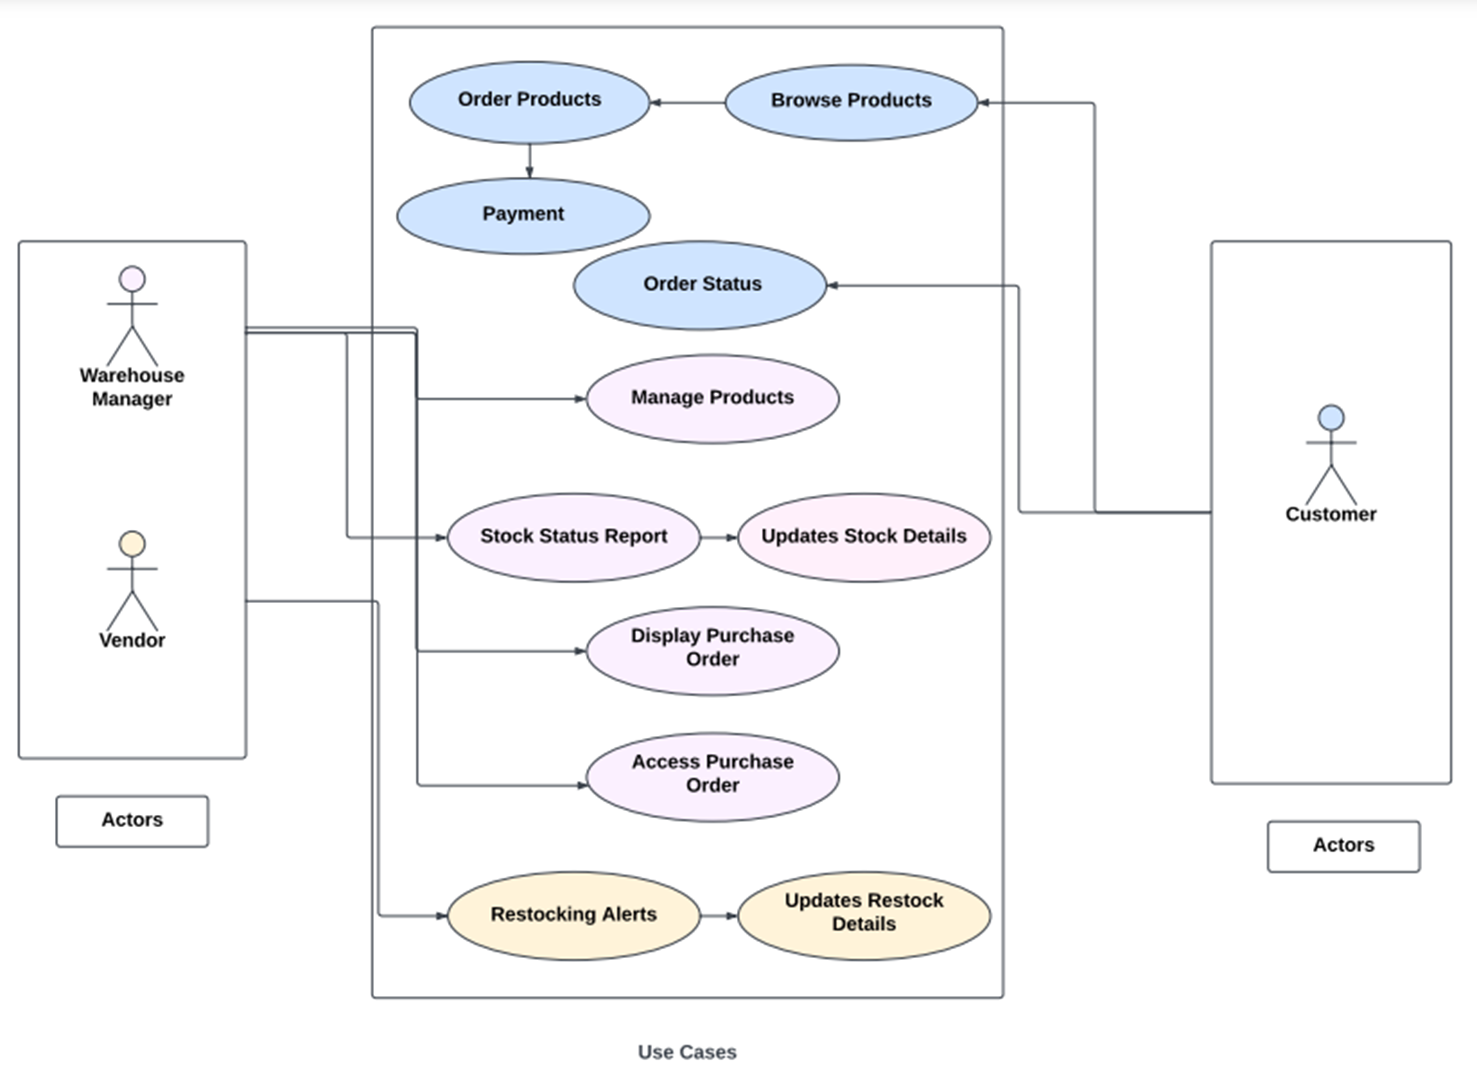 Order Products
Browse Products
Payment
Order Status
Warehouse
Manager
Manage Products
Customer
Stock Status Report
Updates Stock Details
Vendor
Display Purchase
Order
Access Purchase
Order
Actors
Actors
Restocking Alerts
Updates Restock
Details
Use Cases